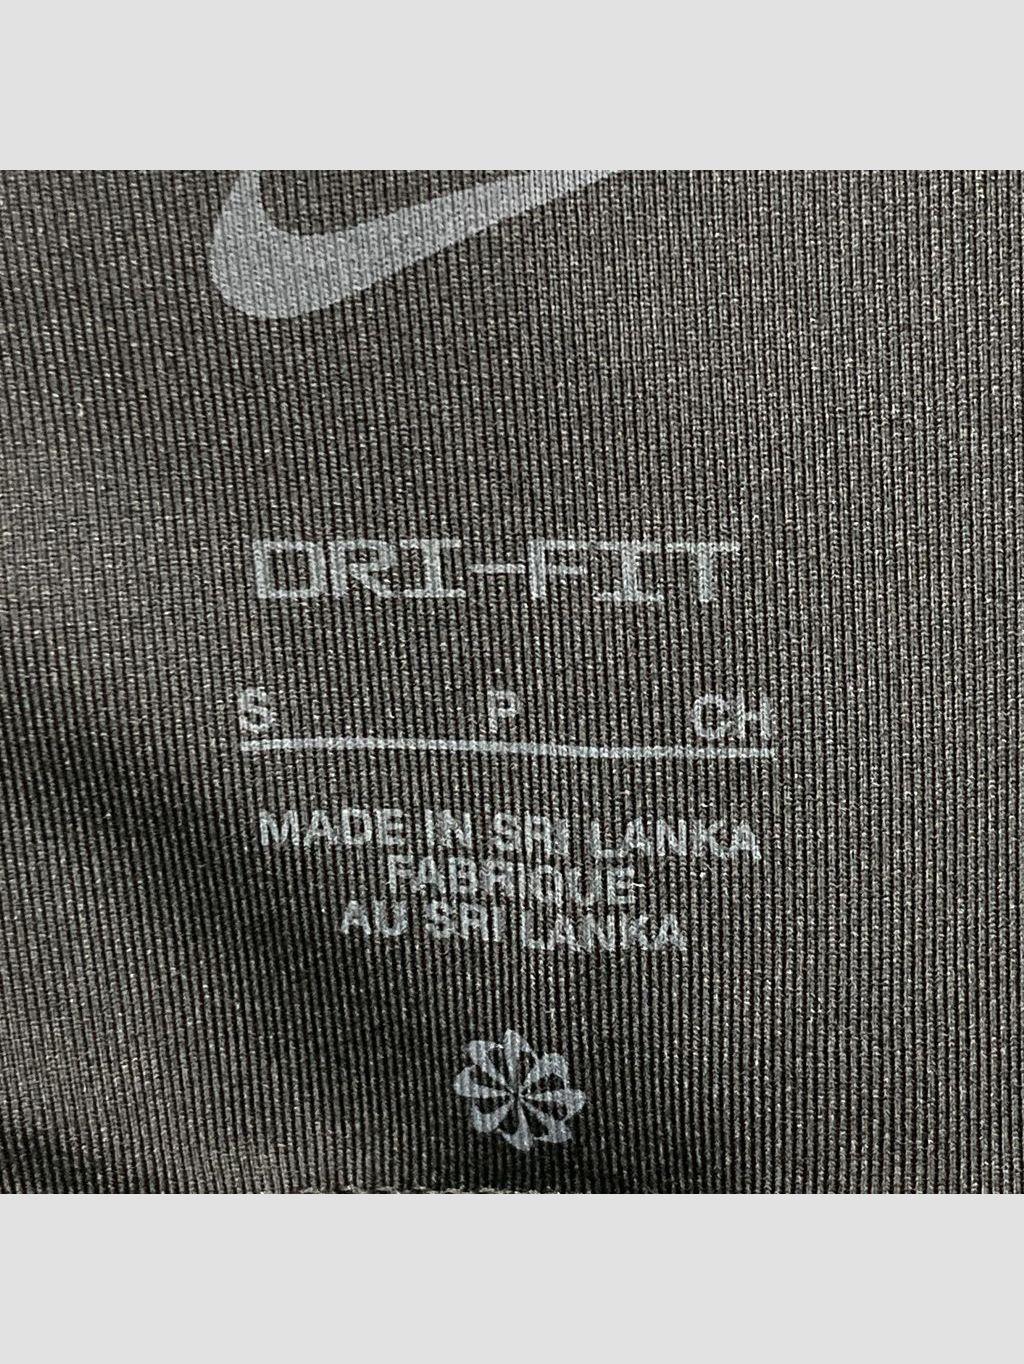 DRI-FIT
S P CH
MADE IN SRI LANKA
FABRIQUÉ
AU SRI LANKA